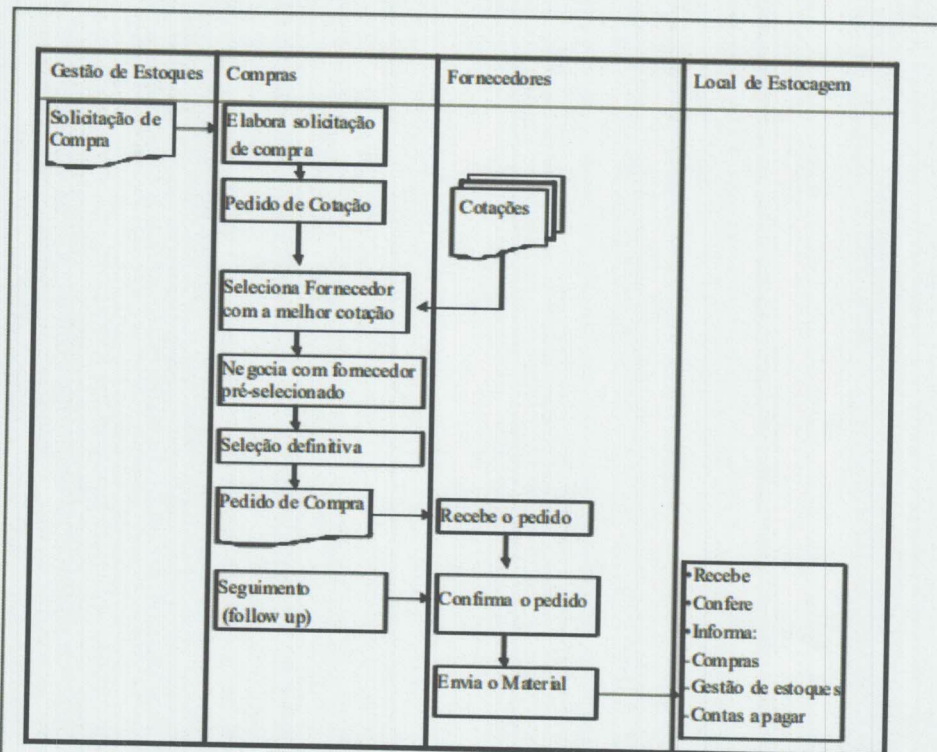 Gestão de Estoques
Compras
Fornecedores
Local de Estocagem
Solicitação de
Compra
Elabora solicitação
de compra
Pedido de Cotação
Cotações
Seleciona Fornecedor
com a melhor cotação
Negocia com fornecedor
pré-selecionado
Seleção definitiva
Pedido de Compra
Recebe o pedido
Seguimento
(follow up)
Confirma o pedido
Envia o Material
•Recebe
•Confere
•Informa:
-Compras
-Gestão de estoques
-Contas a pagar